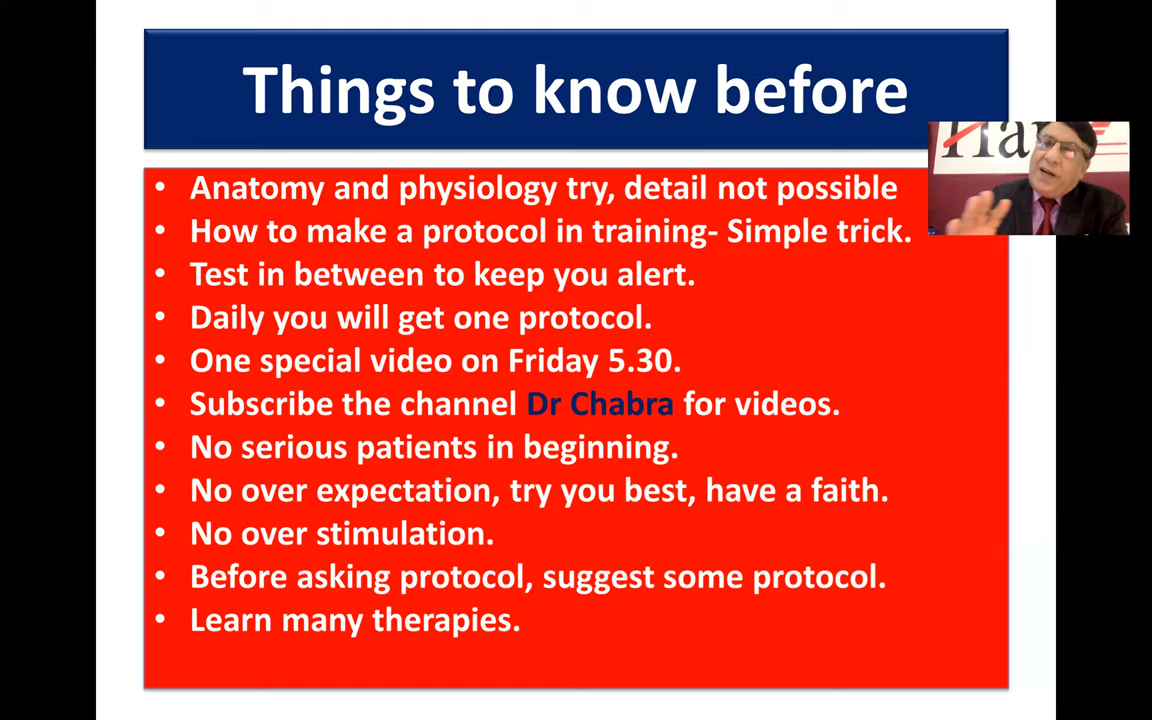 Things to know before
• Anatomy and physiology try, detail not possible
• How to make a protocol in training- Simple trick.
• Test in between to keep you alert.
• Daily you will get one protocol.
• One special video on Friday 5.30.
• Subscribe the channel Dr Chabra for videos.
• No serious patients in beginning.
• No over expectation, try you best, have a faith.
• No over stimulation.
• Before asking protocol, suggest some protocol.
• Learn many therapies.